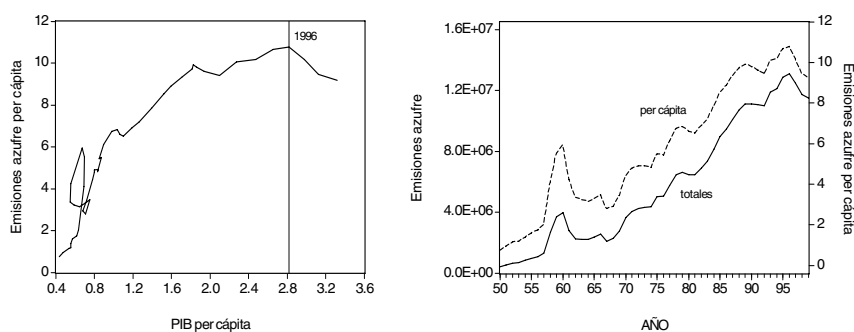 12
10
8
6
4
2
0
0.4 0.8 1.2 1.6 2.0 2.4 2.8 3.2 3.6
1996
Emisiones azufre per cápita
PIB per cápita
1.6E+07
1.2E+07
8.0E+06
4.0E+06
0.0E+00
12
10
8
6
4
2
0
50 55 60 65 70 75 80 85 90 95
Emisiones azufre
Emisiones azufre per cápita
per cápita
totales
AÑO